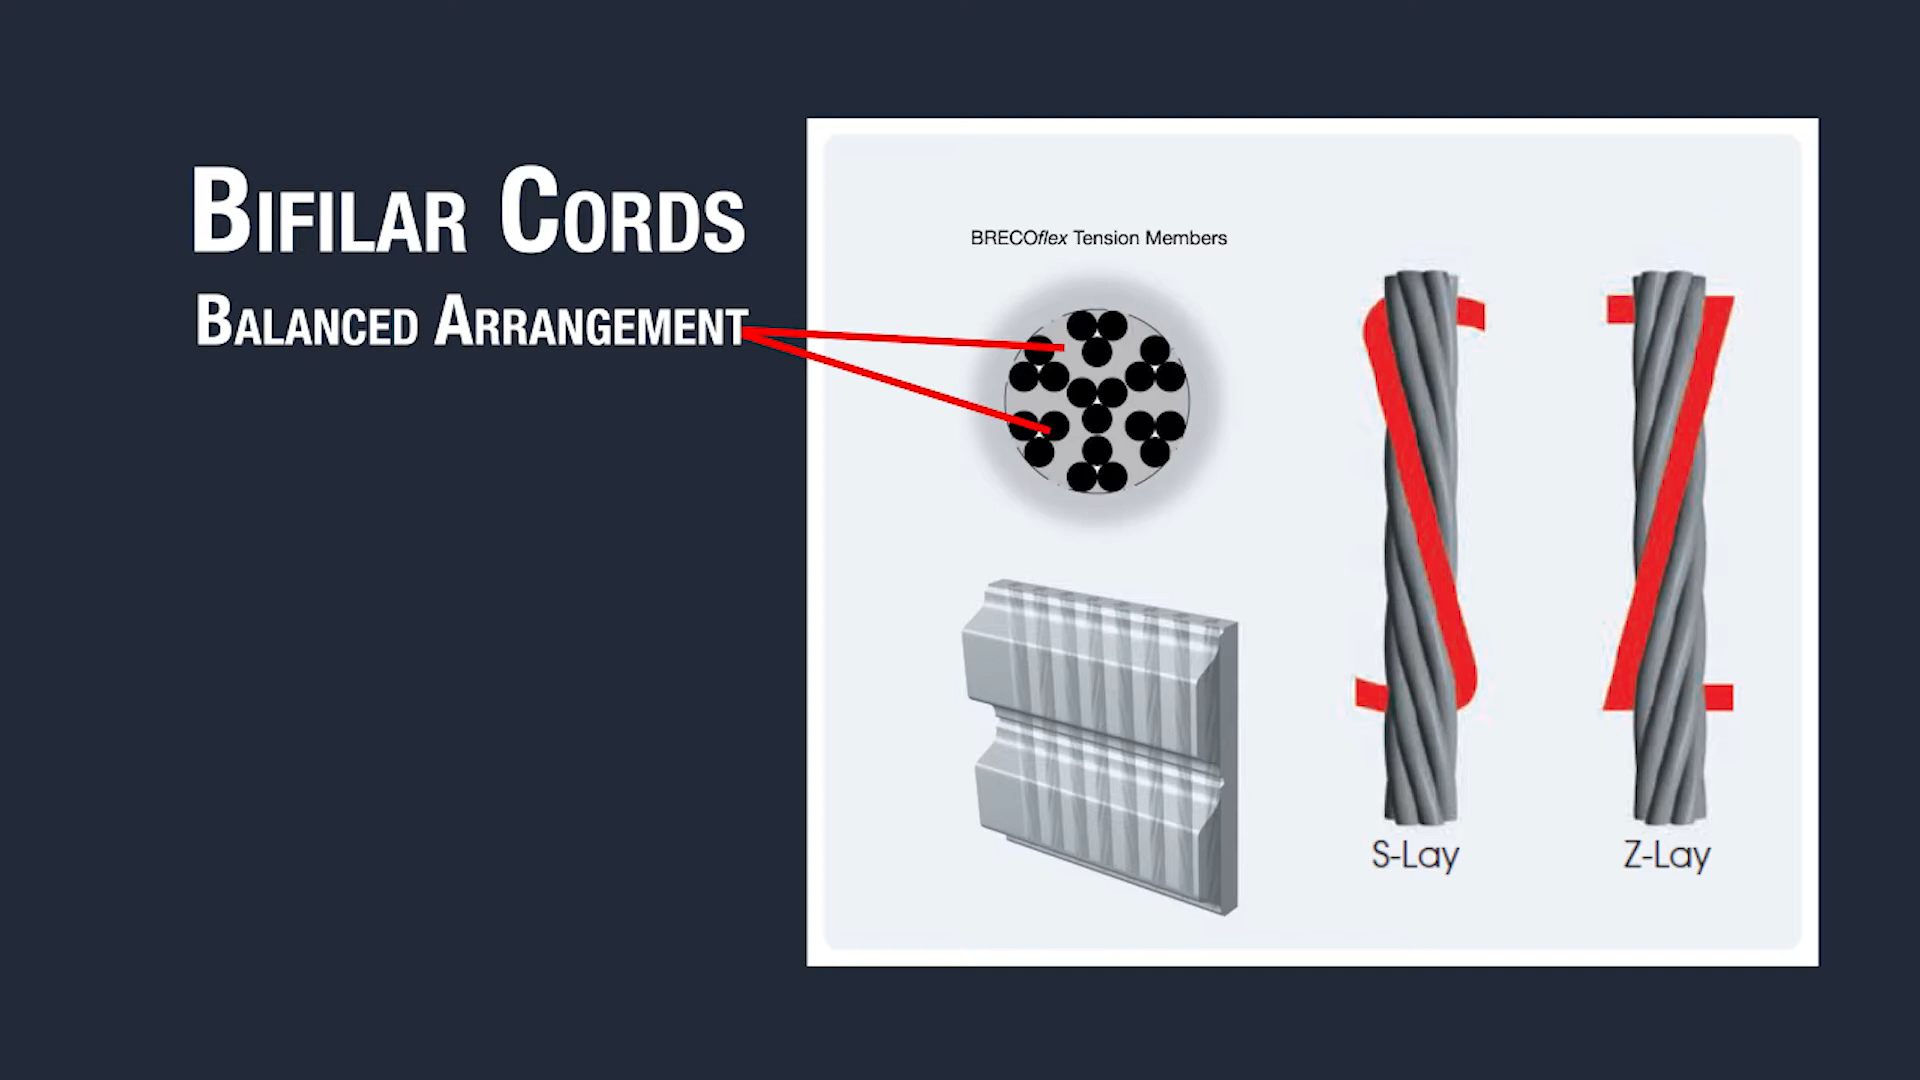 Bifilar Cords
Balanced Arrangement
BRECOflex Tension Members
S-Lay
Z-Lay